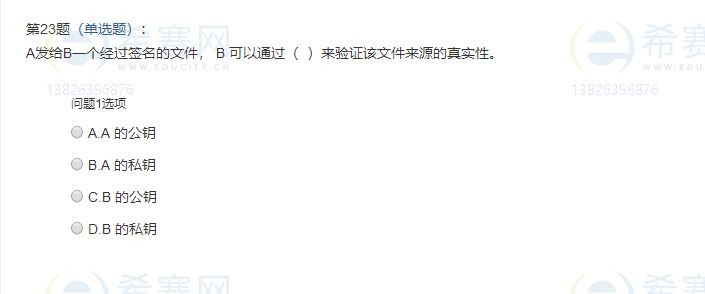 第23题（单选题）：
A发给B一个经过签名的文件， B 可以通过（ ）来验证该文件来源的真实性。
希赛网
WWW.EDUCITY.CN
希赛
WWW.EDU
13826356876
13826356876
问题1选项
A.A 的公钥
B.A 的私钥
C.B 的公钥
D.B 的私钥
希赛网
希赛